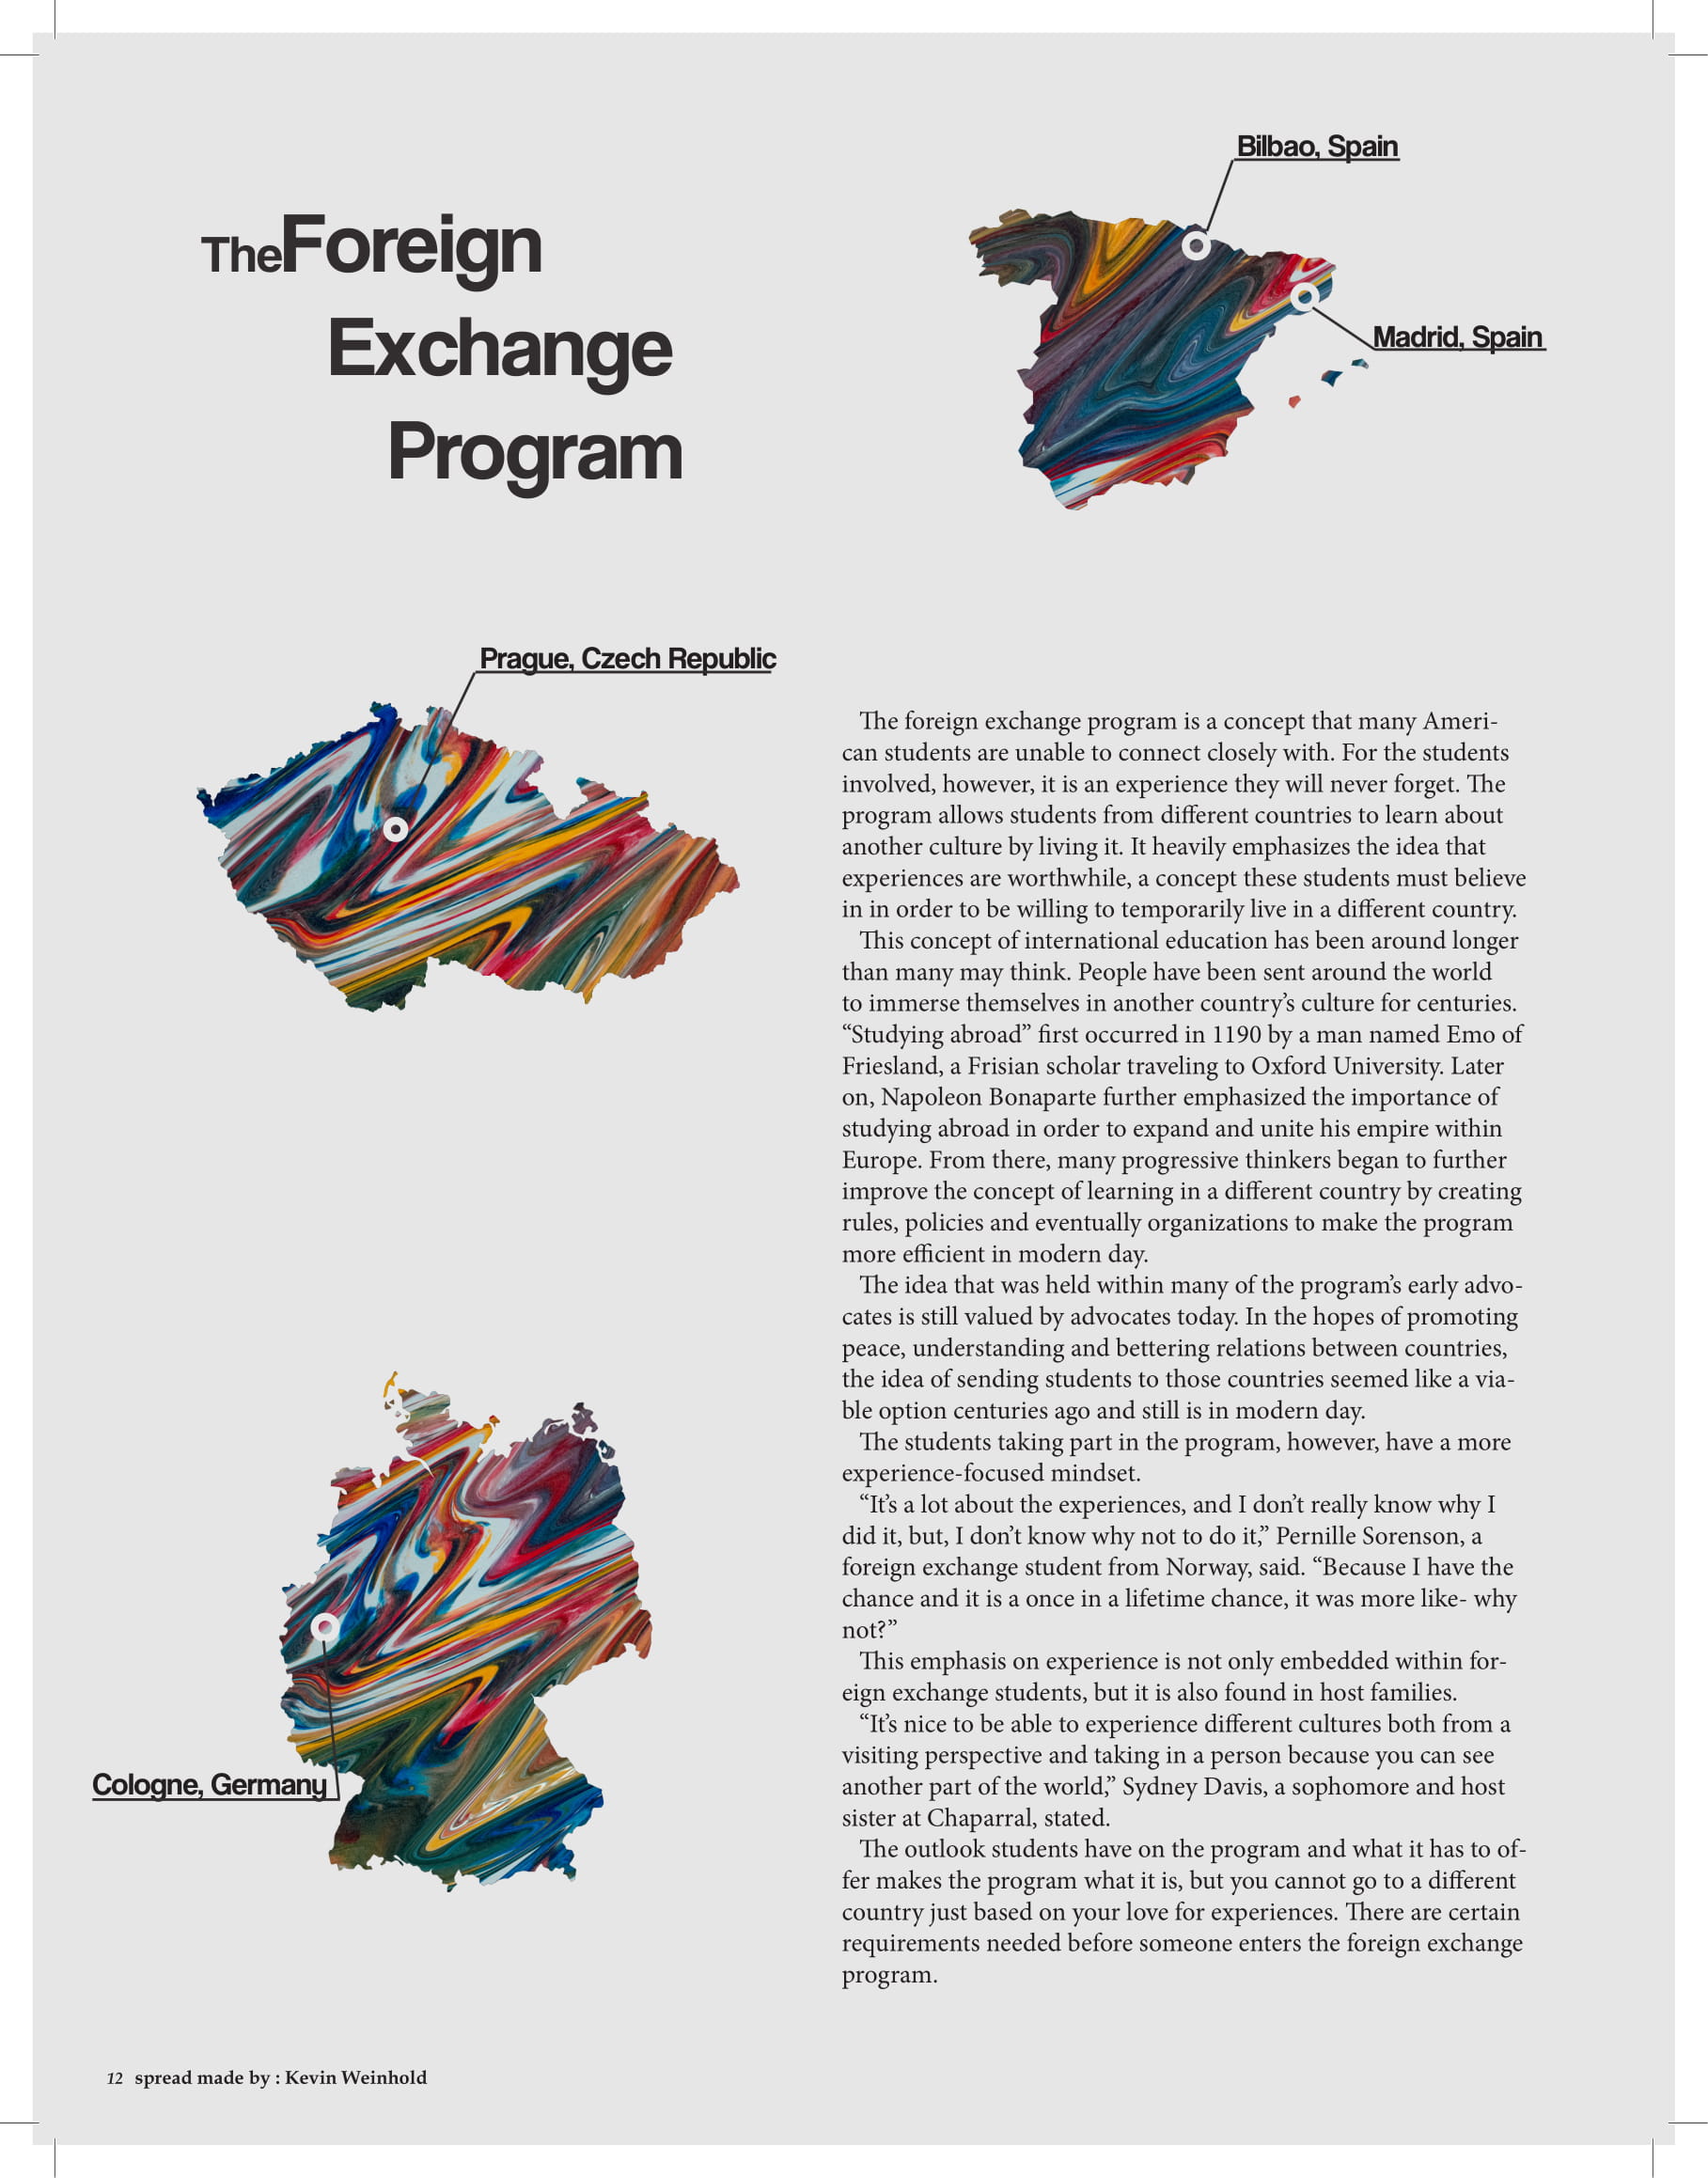 TheForeign
Exchange
Program
Bilbao, Spain
Madrid, Spain
Prague, Czech Republic
Cologne, Germany
The foreign exchange program is a concept that many Ameri-
can students are unable to connect closely with. For the students
involved, however, it is an experience they will never forget. The
program allows students from different countries to learn about
another culture by living it. It heavily emphasizes the idea that
experiences are worthwhile, a concept these students must believe
in in order to be willing to temporarily live in a different country.
This concept of international education has been around longer
than many may think. People have been sent around the world
to immerse themselves in another country’s culture for centuries.
“Studying abroad” first occurred in 1190 by a man named Emo of
Friesland, a Frisian scholar traveling to Oxford University. Later
on, Napoleon Bonaparte further emphasized the importance of
studying abroad in order to expand and unite his empire within
Europe. From there, many progressive thinkers began to further
improve the concept of learning in a different country by creating
rules, policies and eventually organizations to make the program
more efficient in modern day.
The idea that was held within many of the program’s early advo-
cates is still valued by advocates today. In the hopes of promoting
peace, understanding and bettering relations between countries,
the idea of sending students to those countries seemed like a via-
ble option centuries ago and still is in modern day.
The students taking part in the program, however, have a more
experience-focused mindset.
“It’s a lot about the experiences, and I don’t really know why I
did it, but, I don’t know why not to do it,” Pernille Sorenson, a
foreign exchange student from Norway, said. “Because I have the
chance and it is a once in a lifetime chance, it was more like- why
not?”
This emphasis on experience is not only embedded within for-
eign exchange students, but it is also found in host families.
“It’s nice to be able to experience different cultures both from a
visiting perspective and taking in a person because you can see
another part of the world,” Sydney Davis, a sophomore and host
sister at Chaparral, stated.
The outlook students have on the program and what it has to of-
fer makes the program what it is, but you cannot go to a different
country just based on your love for experiences. There are certain
requirements needed before someone enters the foreign exchange
program.
12 spread made by : Kevin Weinhold